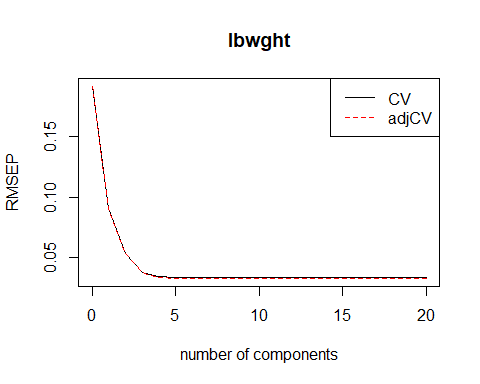 lbwght
CV
adjCV
RMSEP
0.15
0.10
0.05
0 5 10 15 20
number of components